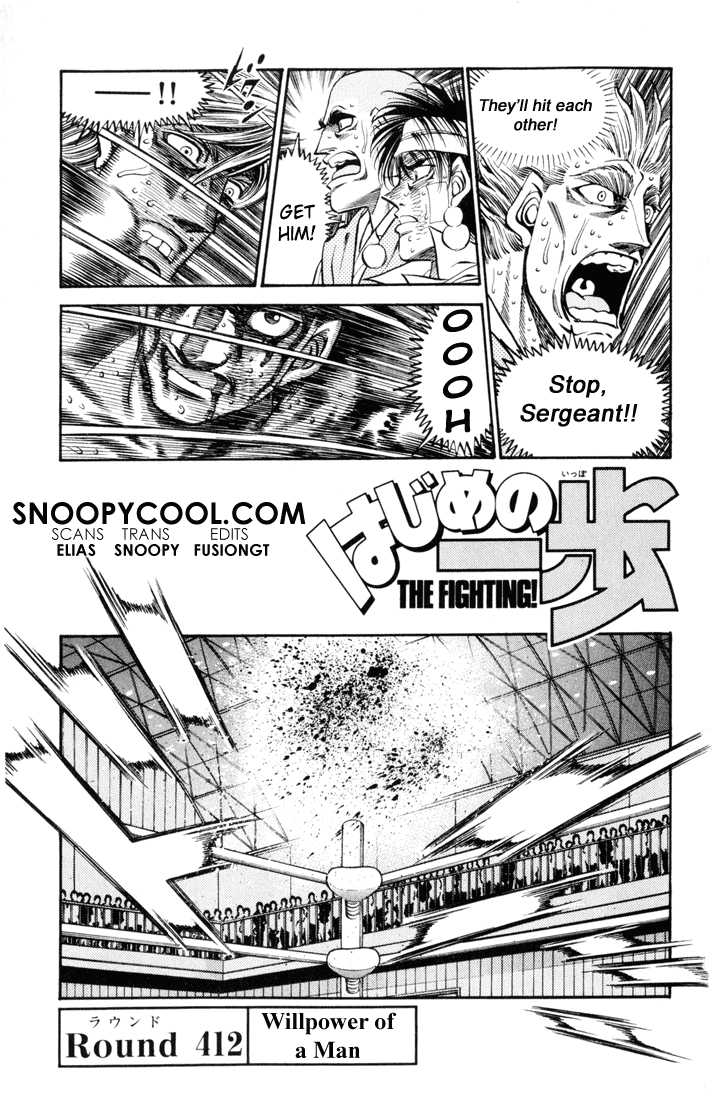 They'll hit each
other!
Stop,
Sergeant!!
GET
HIM!
—!!
OOOH
SNOOPYCOOL.COM
SCANS TRANS EDITS
ELIAS SNOOPY FUSIONGT
いっぽ
はじめの一歩
THE FIGHTING!
ラウンド
Round 412
Willpower of
a Man